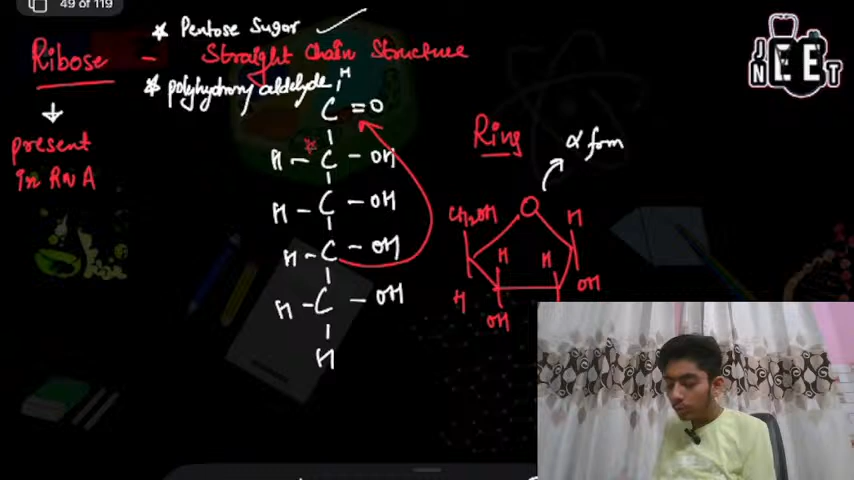 49 of 119
* Pentose Sugar
Ribose - Straight Chain Structure
* polyhydroxy aldehyde
present
In RNA
H
C = O
H - C - OH
H - C - OH
H - C - OH
H - C - OH
H
Ring
α form
O
CH2OH
H
H
H
OH
H
OH
J
NEET